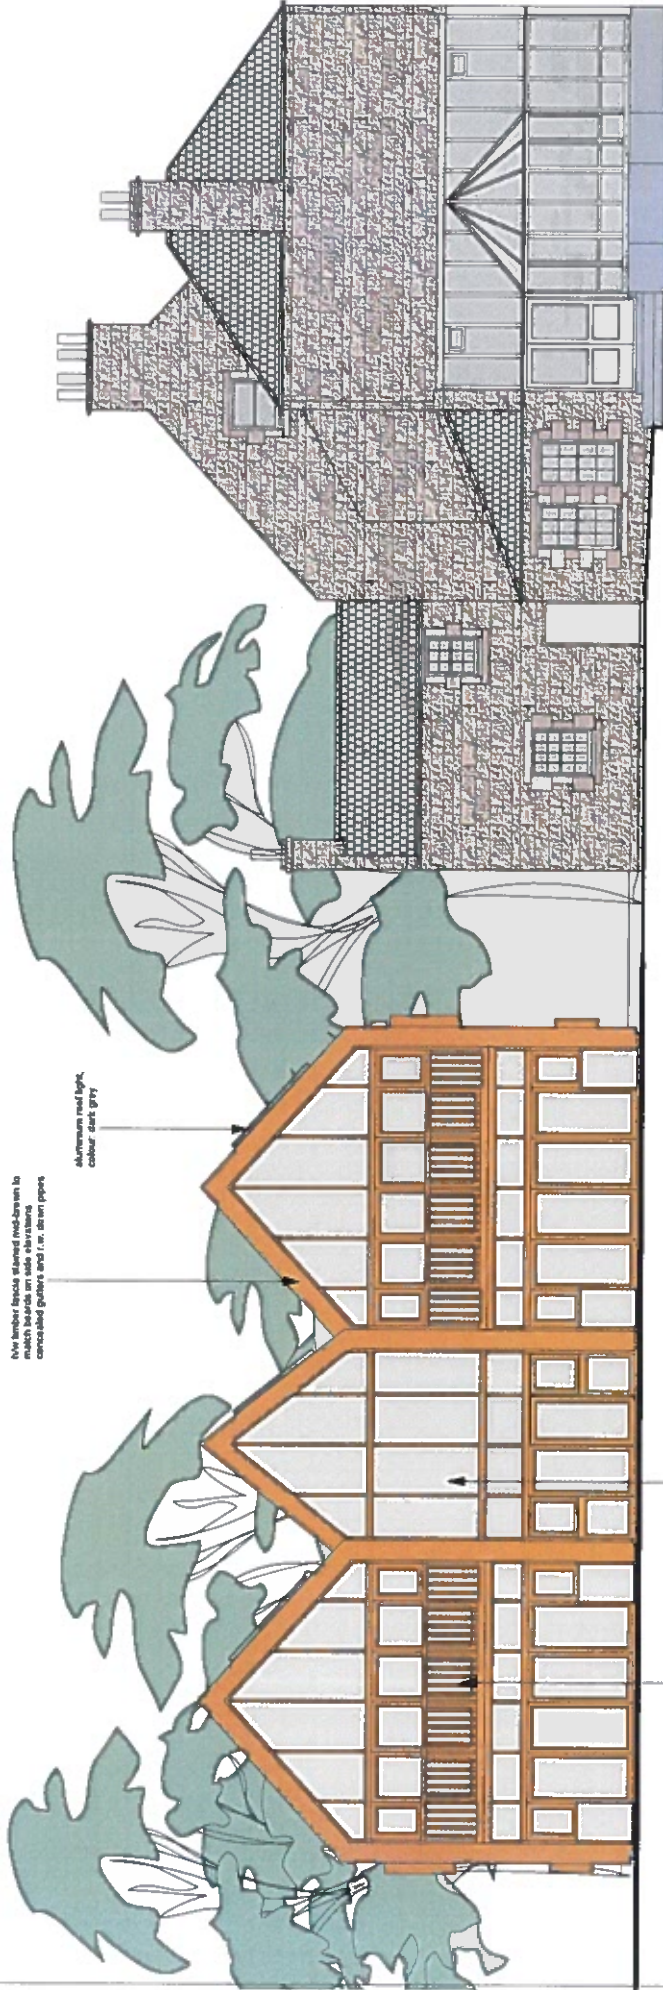 h/w timber fascia stained mid-brown to
match boards on side elevations
concealed gutters and r.w. down pipes
aluminium roof light,
colour: dark grey